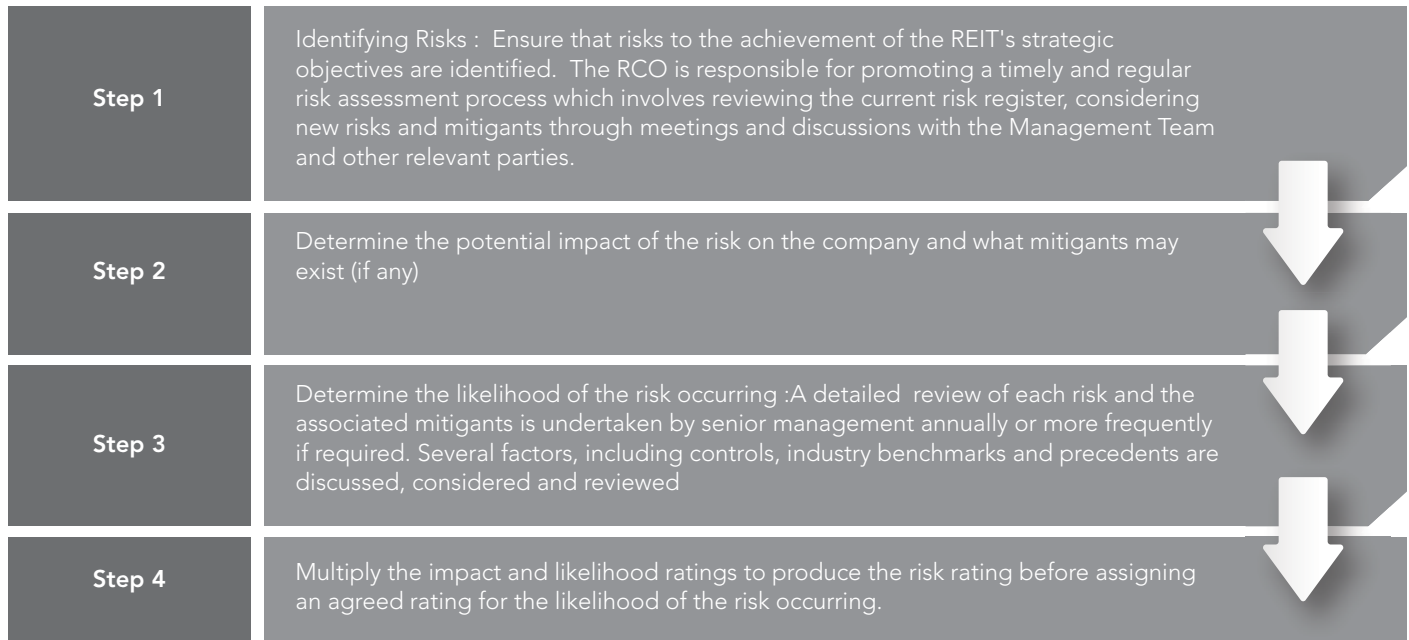 Step 1
Identifying Risks :  Ensure that risks to the achievement of the REIT's strategic
objectives are identified.  The RCO is responsible for promoting a timely and regular
risk assessment process which involves reviewing the current risk register, considering
new risks and mitigants through meetings and discussions with the Management Team
and other relevant parties.
Step 2
Determine the potential impact of the risk on the company and what mitigants may
exist (if any)
Step 3
Determine the likelihood of the risk occurring :A detailed  review of each risk and the
associated mitigants is undertaken by senior management annually or more frequently
if required. Several factors, including controls, industry benchmarks and precedents are
discussed, considered and reviewed
Step 4
Multiply the impact and likelihood ratings to produce the risk rating before assigning
an agreed rating for the likelihood of the risk occurring.